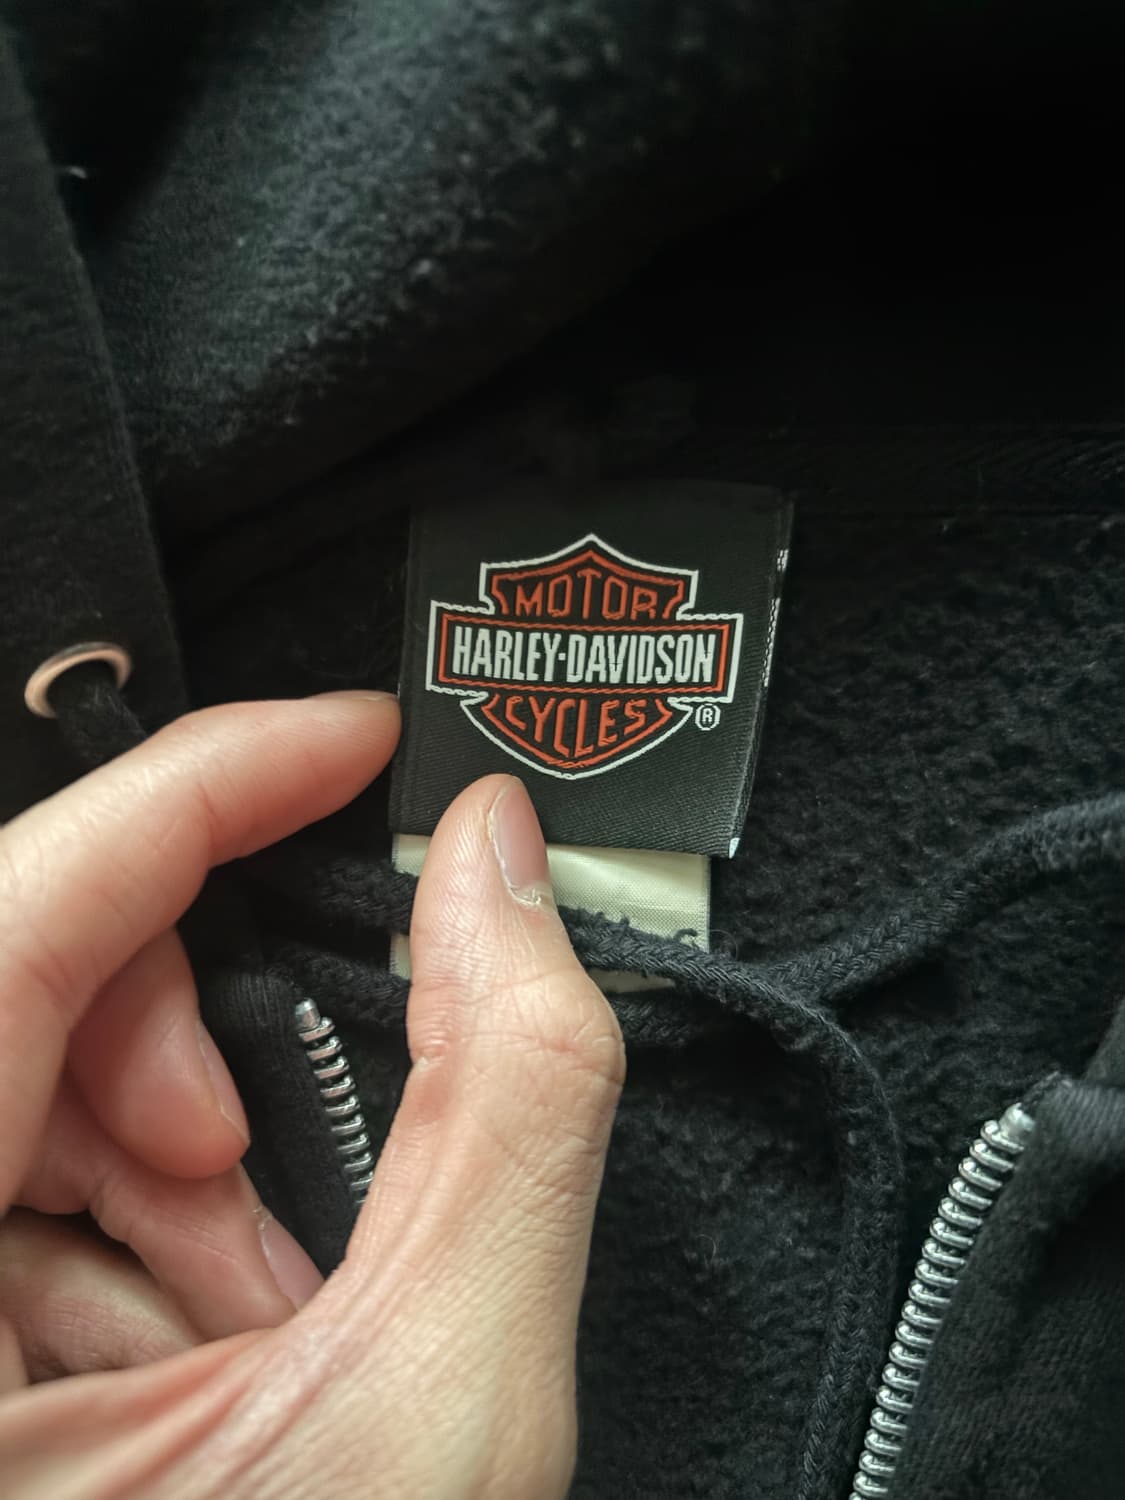 MOTOR
HARLEY-DAVIDSON
CYCLES
®